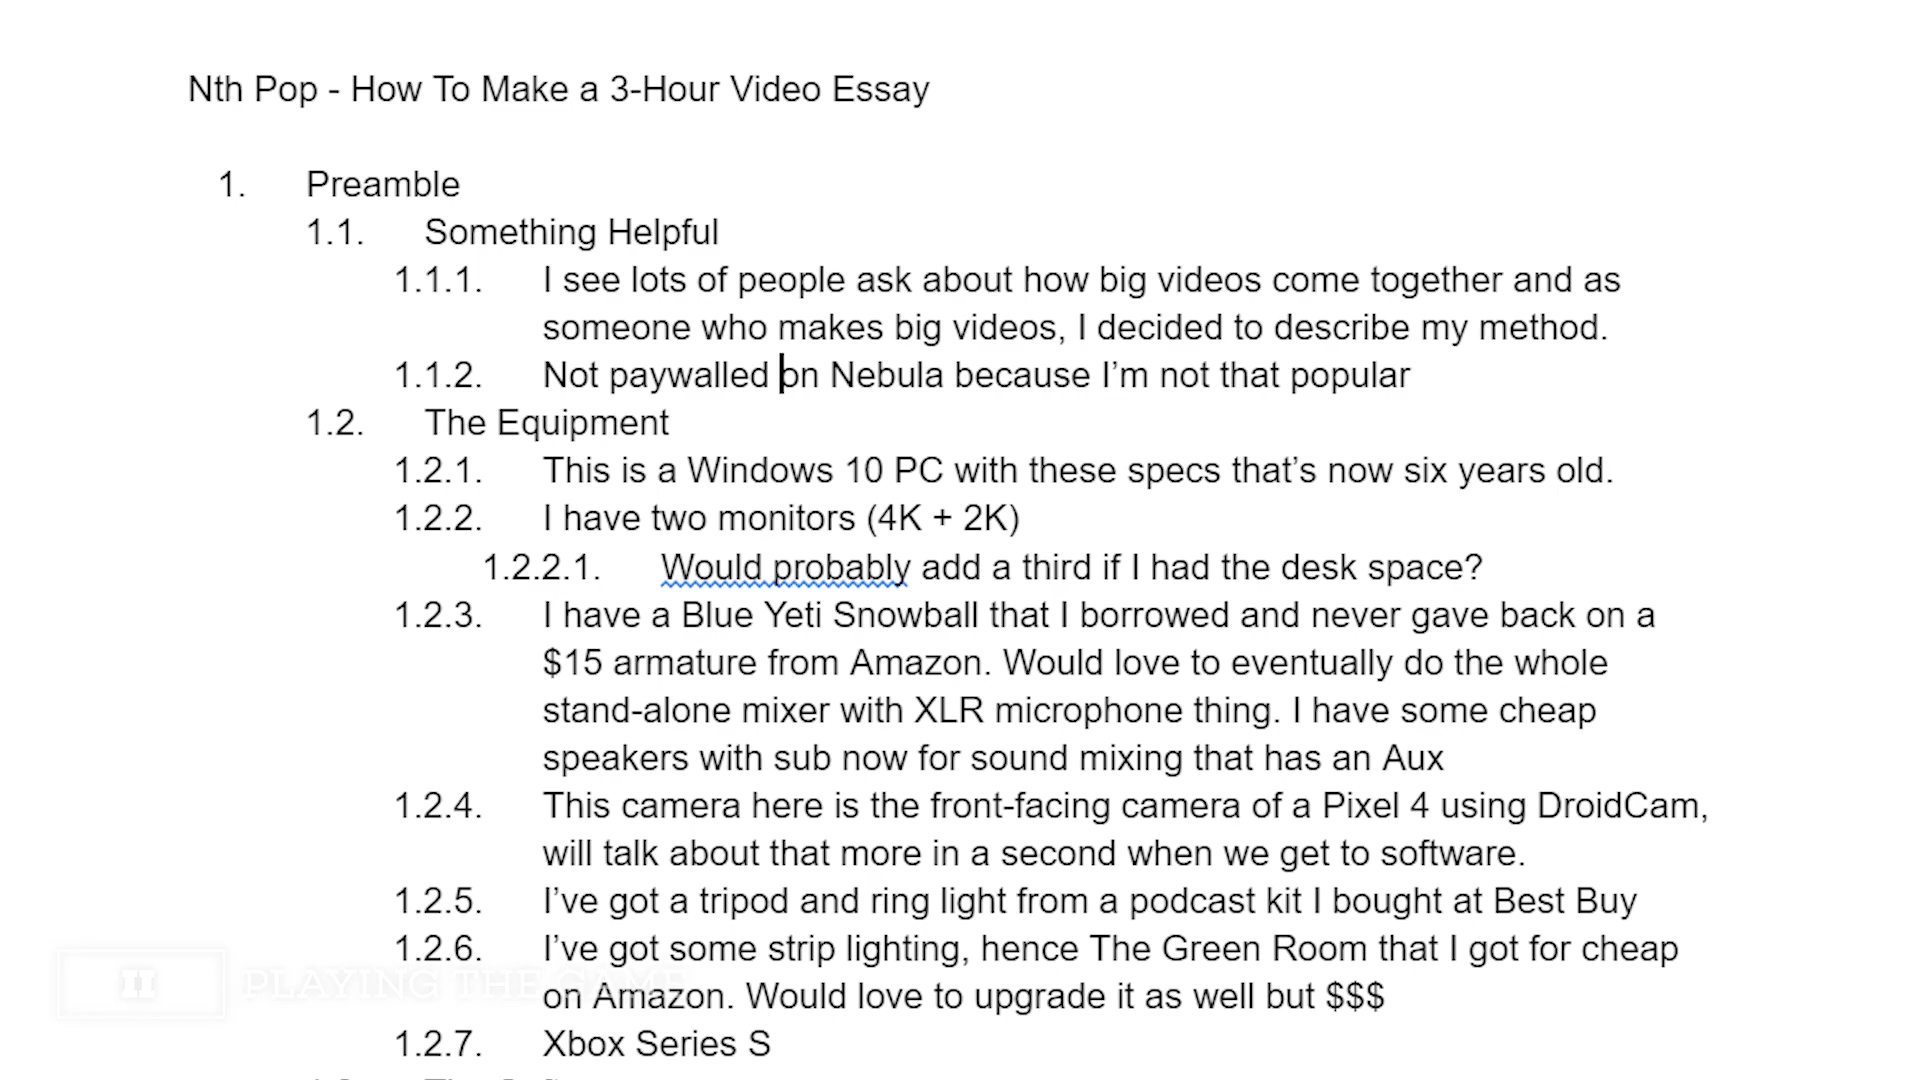 Nth Pop - How To Make a 3-Hour Video Essay
1. Preamble
1.1. Something Helpful
1.1.1. I see lots of people ask about how big videos come together and as
someone who makes big videos, I decided to describe my method.
1.1.2. Not paywalled on Nebula because I'm not that popular
1.2. The Equipment
1.2.1. This is a Windows 10 PC with these specs that's now six years old.
1.2.2. I have two monitors (4K + 2K)
1.2.2.1. Would probably add a third if I had the desk space?
1.2.3. I have a Blue Yeti Snowball that I borrowed and never gave back on a
$15 armature from Amazon. Would love to eventually do the whole
stand-alone mixer with XLR microphone thing. I have some cheap
speakers with sub now for sound mixing that has an Aux
1.2.4. This camera here is the front-facing camera of a Pixel 4 using DroidCam,
will talk about that more in a second when we get to software.
1.2.5. I've got a tripod and ring light from a podcast kit I bought at Best Buy
1.2.6. I've got some strip lighting, hence The Green Room that I got for cheap
on Amazon. Would love to upgrade it as well but $$$
II PLAYING THE GAME
1.2.7. Xbox Series S